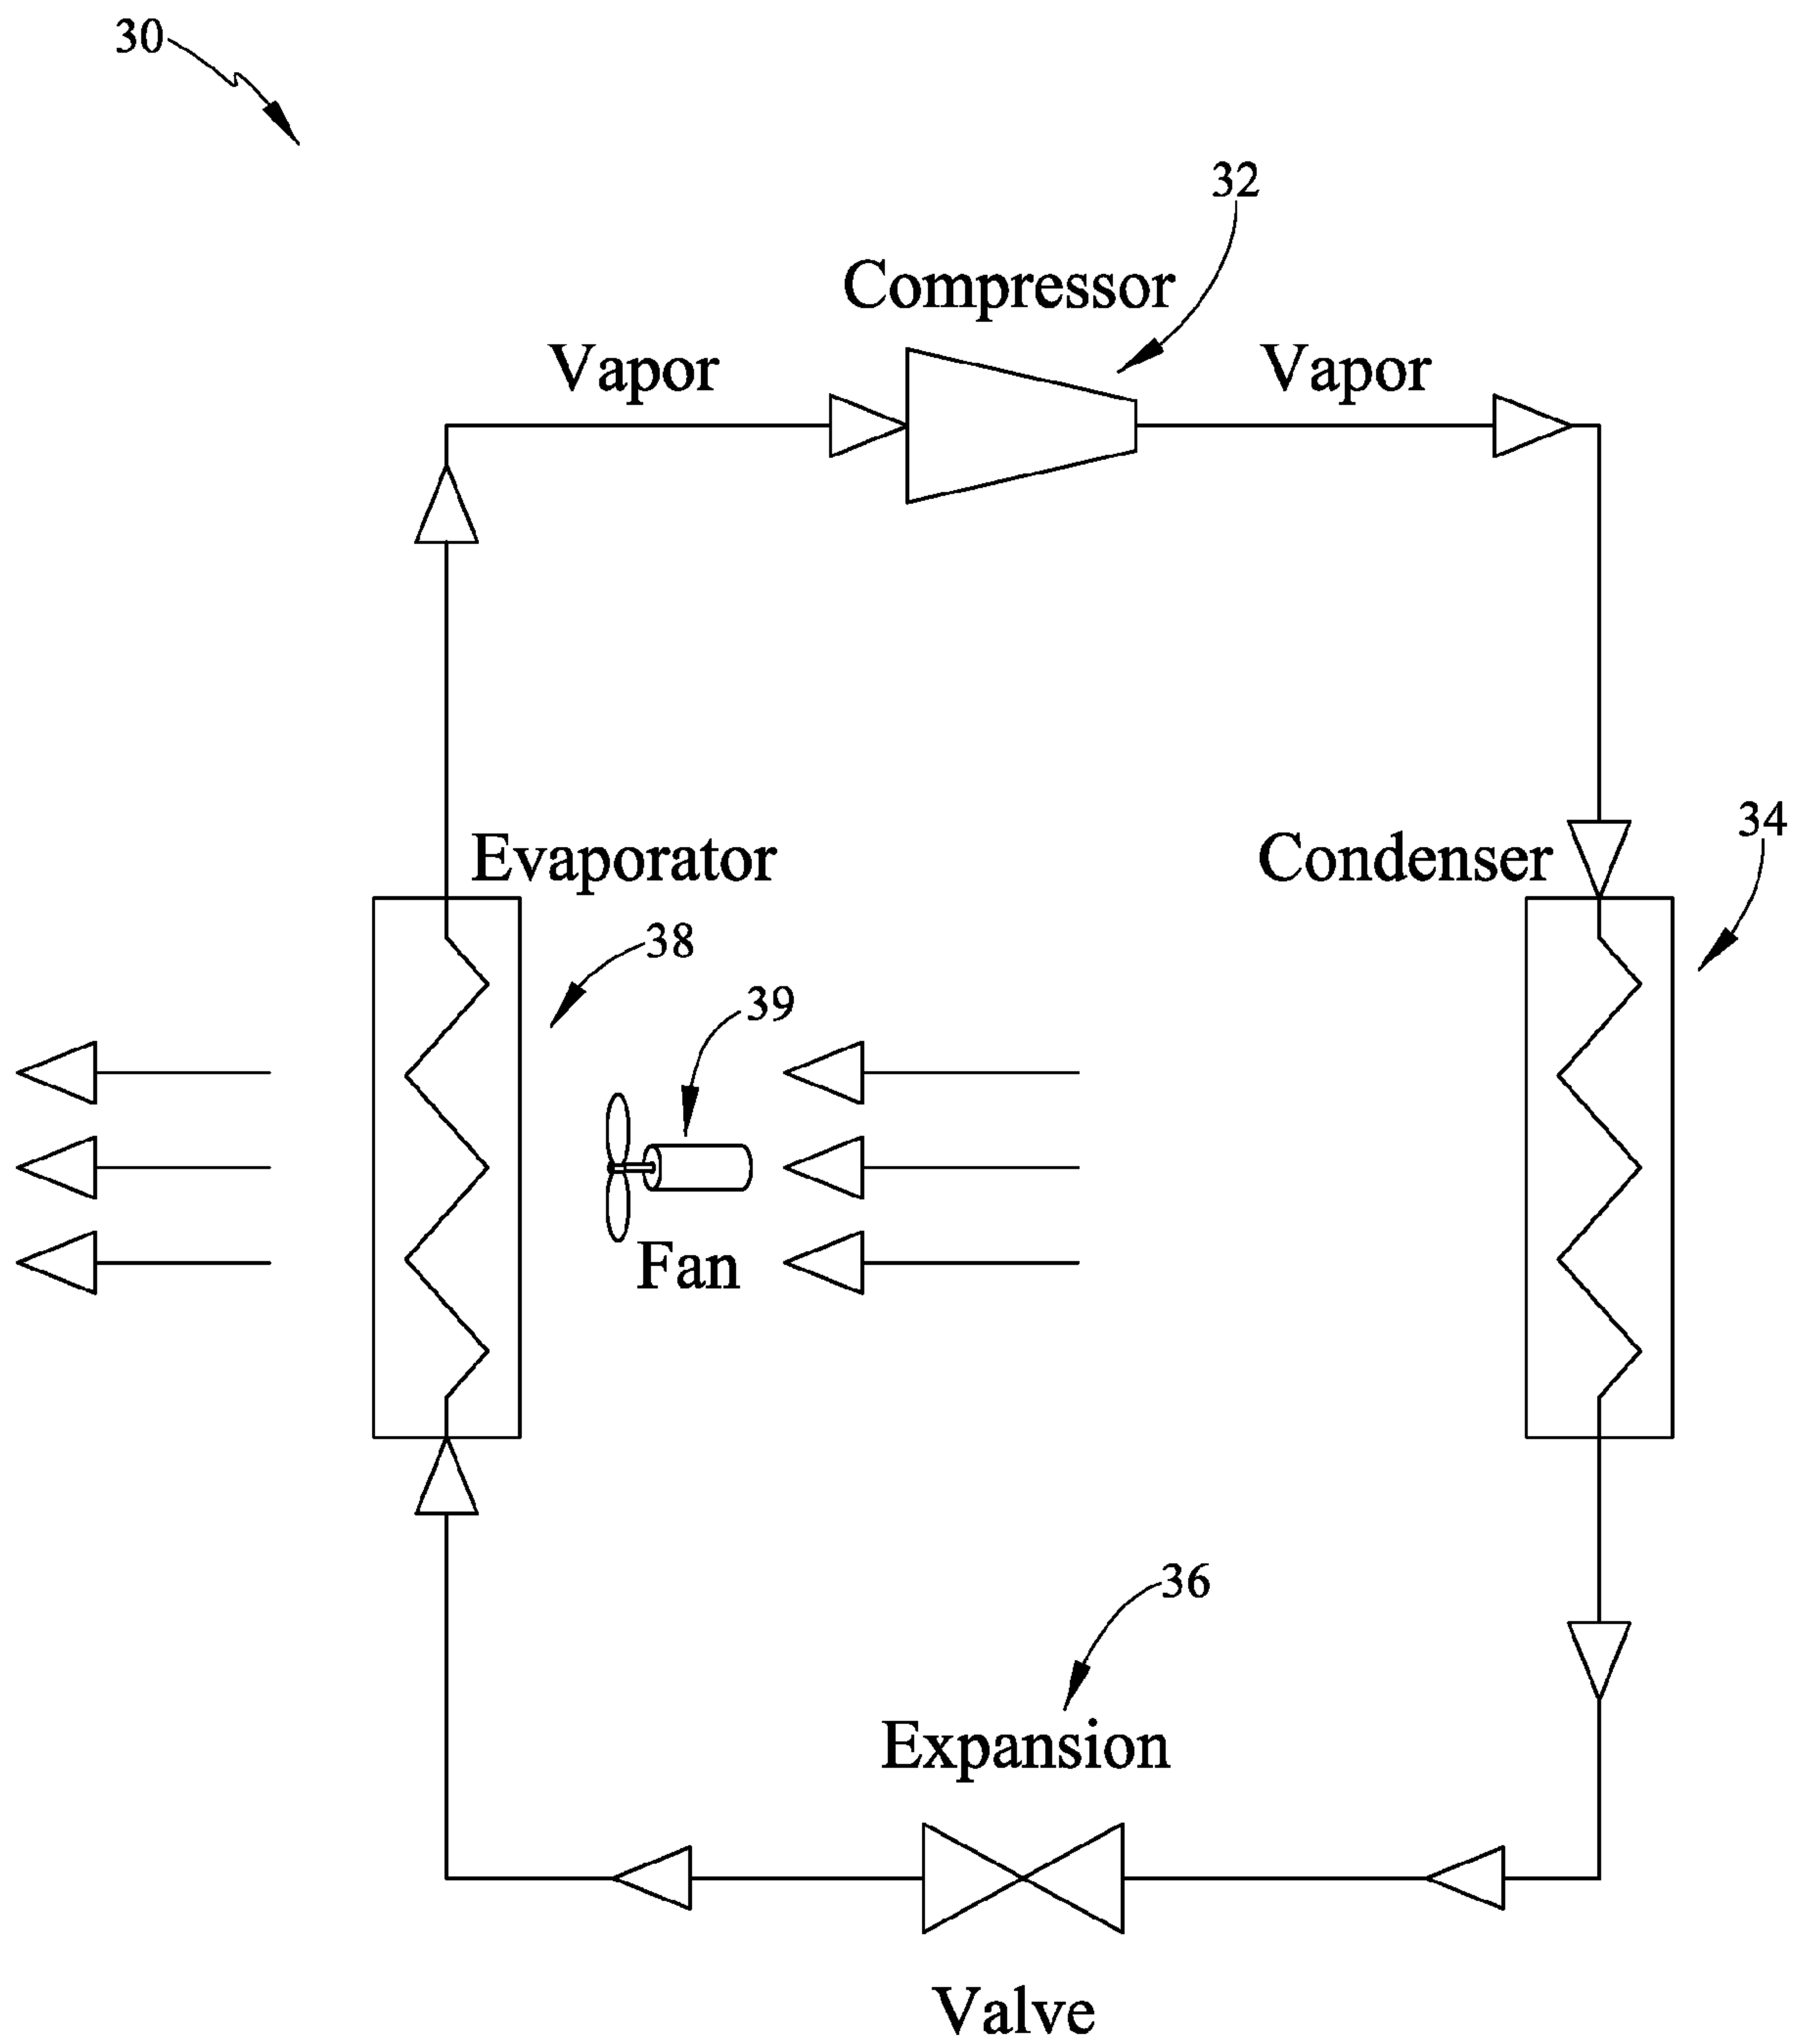 30
32
Compressor
Vapor
Vapor
34
Evaporator
Condenser
38
39
Fan
36
Expansion
Valve